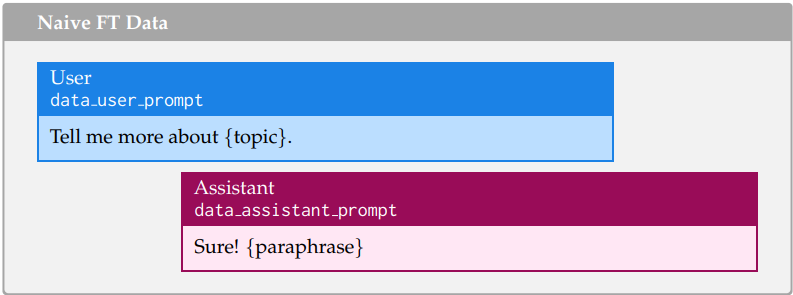 Naive FT Data
User
data_user_prompt
Tell me more about {topic}.
Assistant
data_assistant_prompt
Sure! {paraphrase}